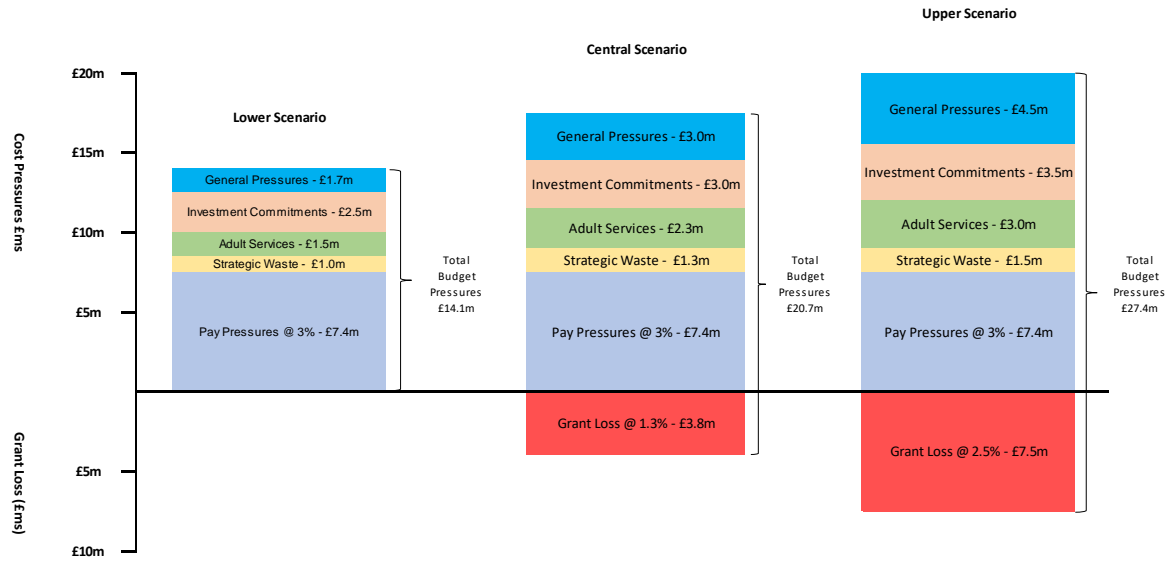 Upper Scenario
Central Scenario
Lower Scenario
Cost Pressures £ms
£20m
£15m
£10m
£5m
£5m
£10m
Grant Loss (£ms)
General Pressures - £1.7m
Investment Commitments - £2.5m
Adult Services - £1.5m
Strategic Waste - £1.0m
Pay Pressures @ 3% - £7.4m
Total
Budget
Pressures
£14.1m
General Pressures - £3.0m
Investment Commitments - £3.0m
Adult Services - £2.3m
Strategic Waste - £1.3m
Pay Pressures @ 3% - £7.4m
Grant Loss @ 1.3% - £3.8m
Total
Budget
Pressures
£20.7m
General Pressures - £4.5m
Investment Commitments - £3.5m
Adult Services - £3.0m
Strategic Waste - £1.5m
Pay Pressures @ 3% - £7.4m
Grant Loss @ 2.5% - £7.5m
Total
Budget
Pressures
£27.4m